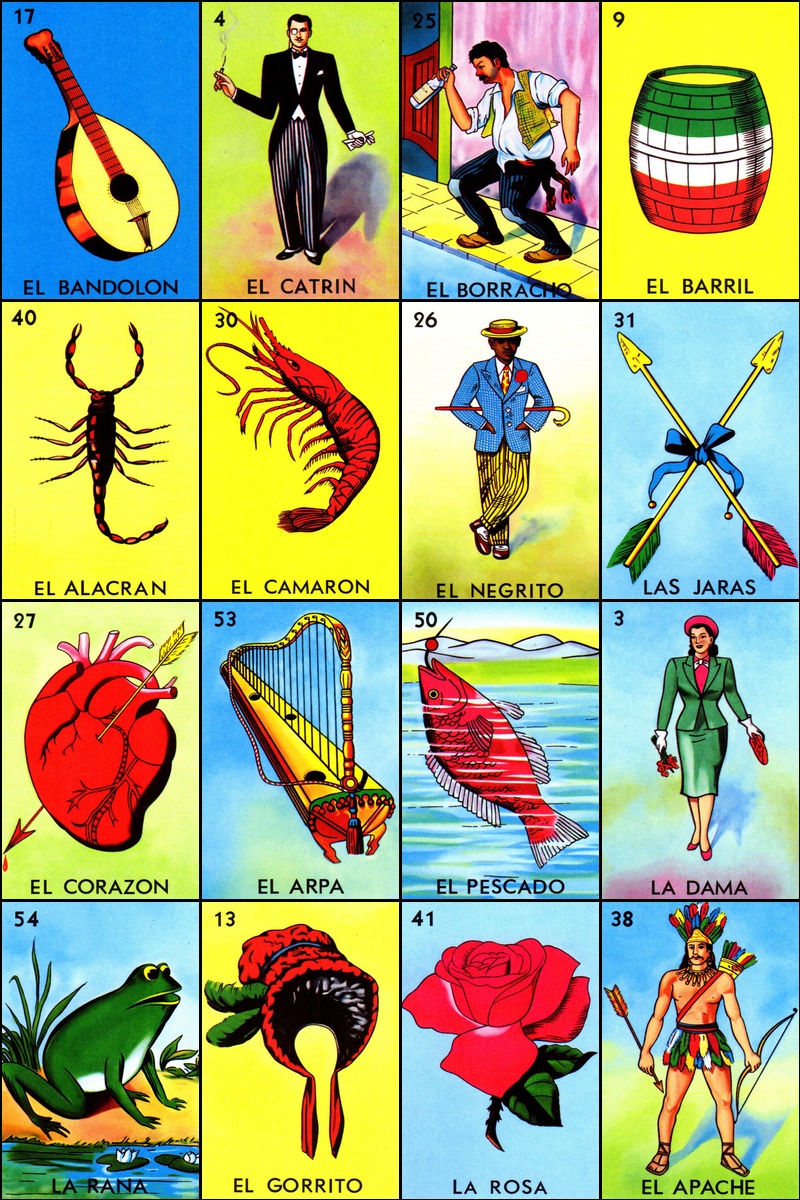 17
EL BANDOLON
4
EL CATRIN
25
EL BORRACHO
9
EL BARRIL
40
EL ALACRAN
30
EL CAMARON
26
EL NEGRITO
31
LAS JARAS
27
EL CORAZON
53
EL ARPA
50
EL PESCADO
3
LA DAMA
54
LA RANA
13
EL GORRITO
41
LA ROSA
38
EL APACHE